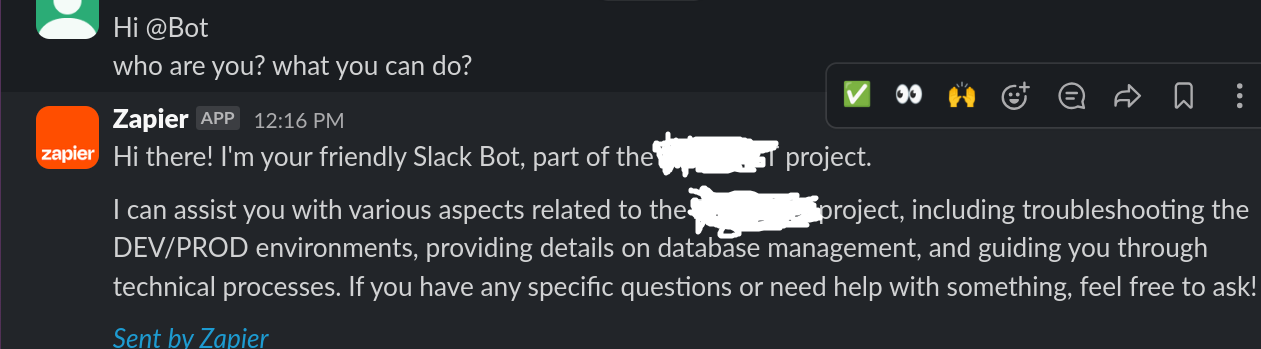 Hi @Bot
who are you? what you can do?
Zapier APP 12:16 PM
zapier
Hi there! I'm your friendly Slack Bot, part of the project.
I can assist you with various aspects related to the project, including troubleshooting the
DEV/PROD environments, providing details on database management, and guiding you through
technical processes. If you have any specific questions or need help with something, feel free to ask!
Sent by Zapier